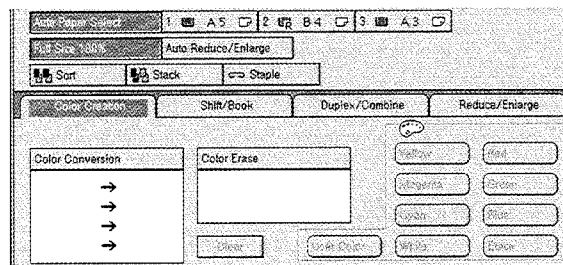 Auto Paper Select 1 A5 2 B4 3 A3
Full Size 100% Auto Reduce/Enlarge
Sort Stack Staple
Color Creation Shift/Book Duplex/Combine Reduce/Enlarge
Color Conversion Color Erase Yellow Red
Magenta Green
Cyan Blue
Clear User Color White Black